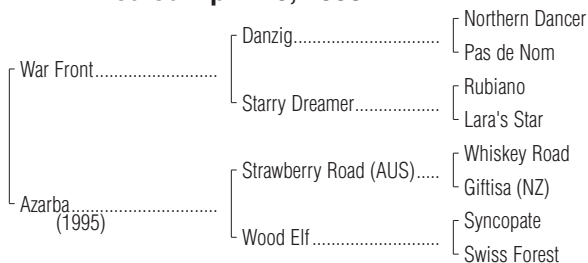 Northern Dancer
Danzig
Pas de Nom
War Front
Rubiano
Starry Dreamer
Lara's Star
Whiskey Road
Strawberry Road (AUS)
Giftisa (NZ)
Azarba
(1995)
Syncopate
Wood Elf
Swiss Forest